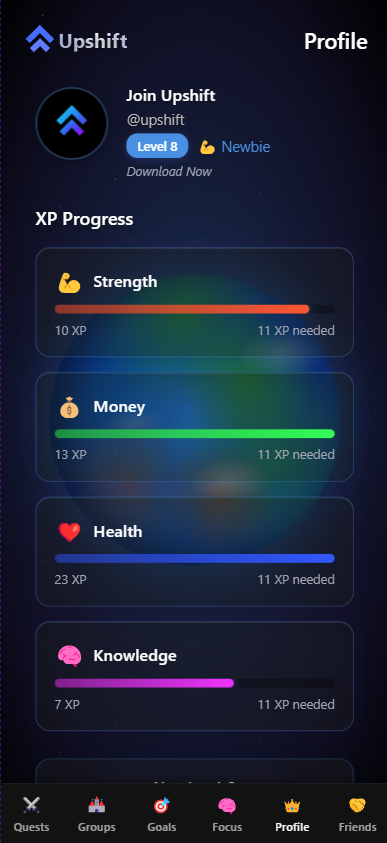 Upshift
Profile
Join Upshift
@upshift
Level 8
Newbie
Download Now
XP Progress
Strength
10 XP
11 XP needed
Money
13 XP
11 XP needed
Health
23 XP
11 XP needed
Knowledge
7 XP
11 XP needed
Quests
Groups
Goals
Focus
Profile
Friends